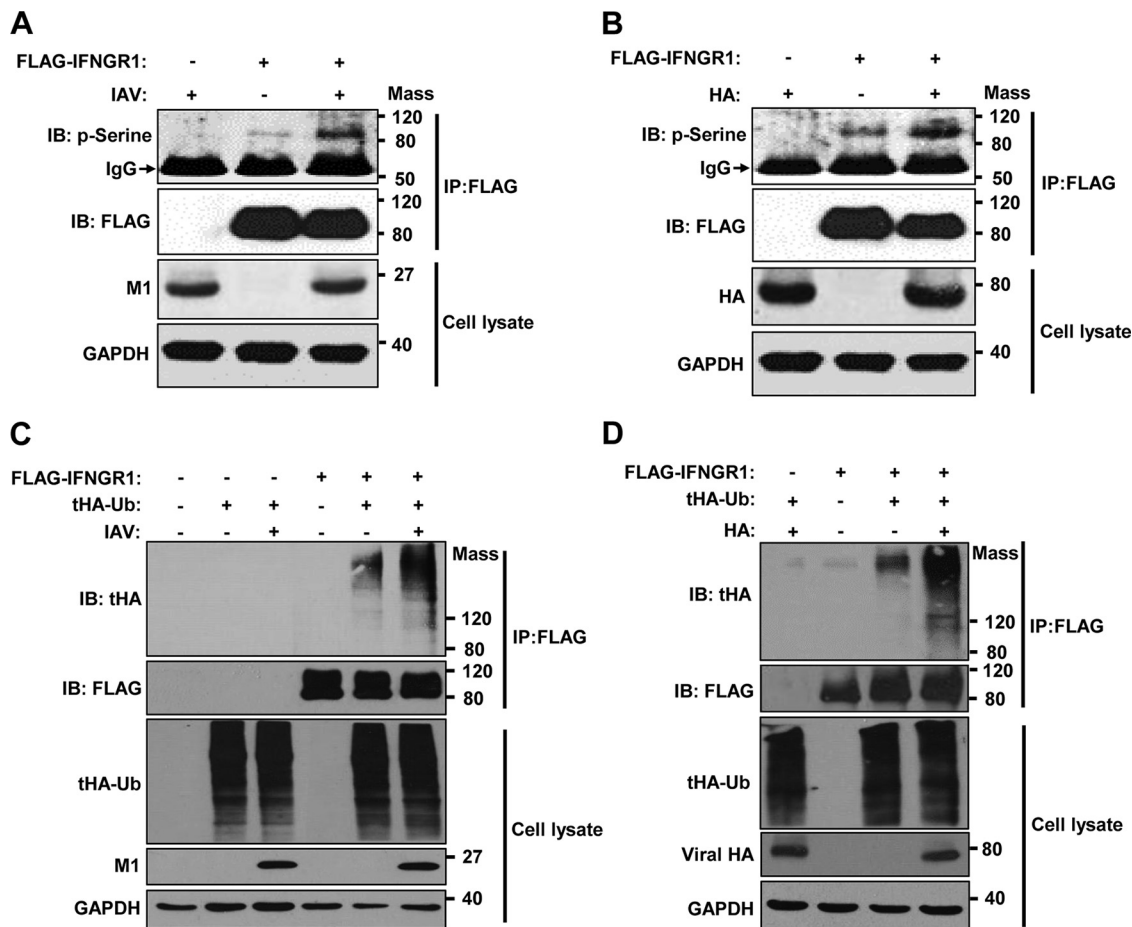 A
FLAG-IFNGR1: - + +
IAV: + - + Mass
IB: p-Serine
120
80
IgG→
50
IP:FLAG
IB: FLAG
120
80
M1
27
Cell lysate
GAPDH
40
B
FLAG-IFNGR1: - + +
HA: + - + Mass
IB: p-Serine
120
80
IgG→
50
IP:FLAG
IB: FLAG
120
80
HA
80
Cell lysate
GAPDH
40
C
FLAG-IFNGR1: - - - + + +
tHA-Ub: - + + - + +
IAV: - - + - - +
Mass
IB: tHA
120
80
IP:FLAG
IB: FLAG
120
80
tHA-Ub
Cell lysate
M1
27
GAPDH
40
D
FLAG-IFNGR1: - + + +
tHA-Ub: + - + +
HA: + - - +
Mass
IB: tHA
120
80
IP:FLAG
IB: FLAG
120
80
tHA-Ub
Cell lysate
Viral HA
80
GAPDH
40